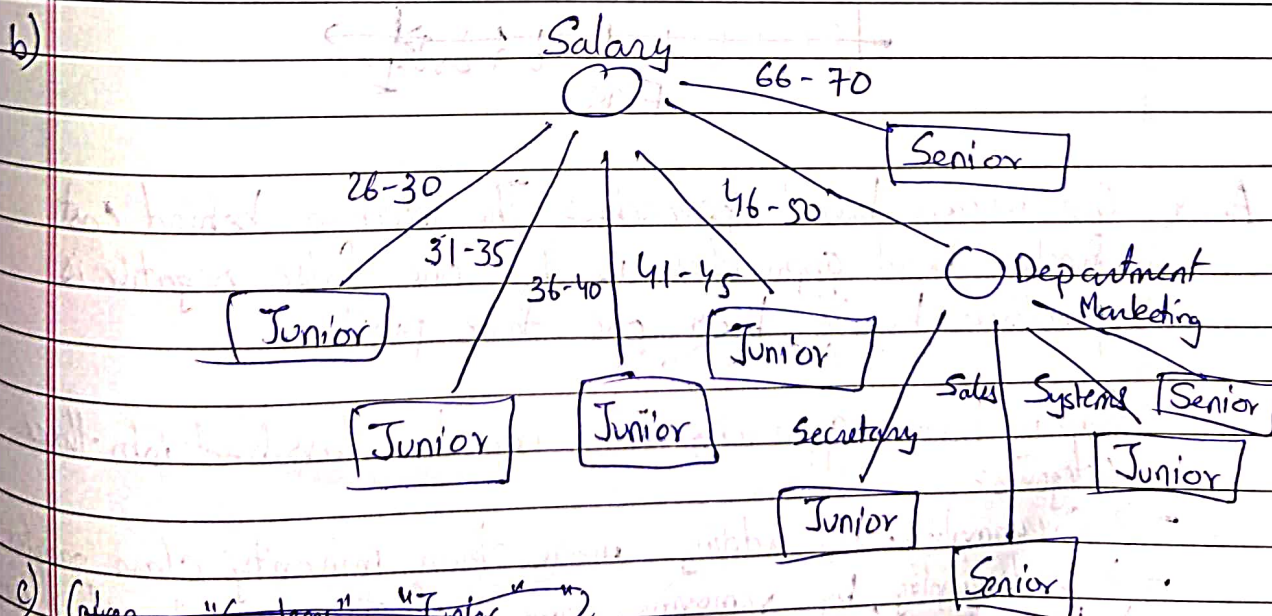 b)
Salary
66-70
Senior
26-30
46-50
31-35
36-40
41-45
Department
Marketing
Junior
Junior
Sales
Systems
Senior
Junior
Junior
Secretary
Junior
Junior
Senior
c)